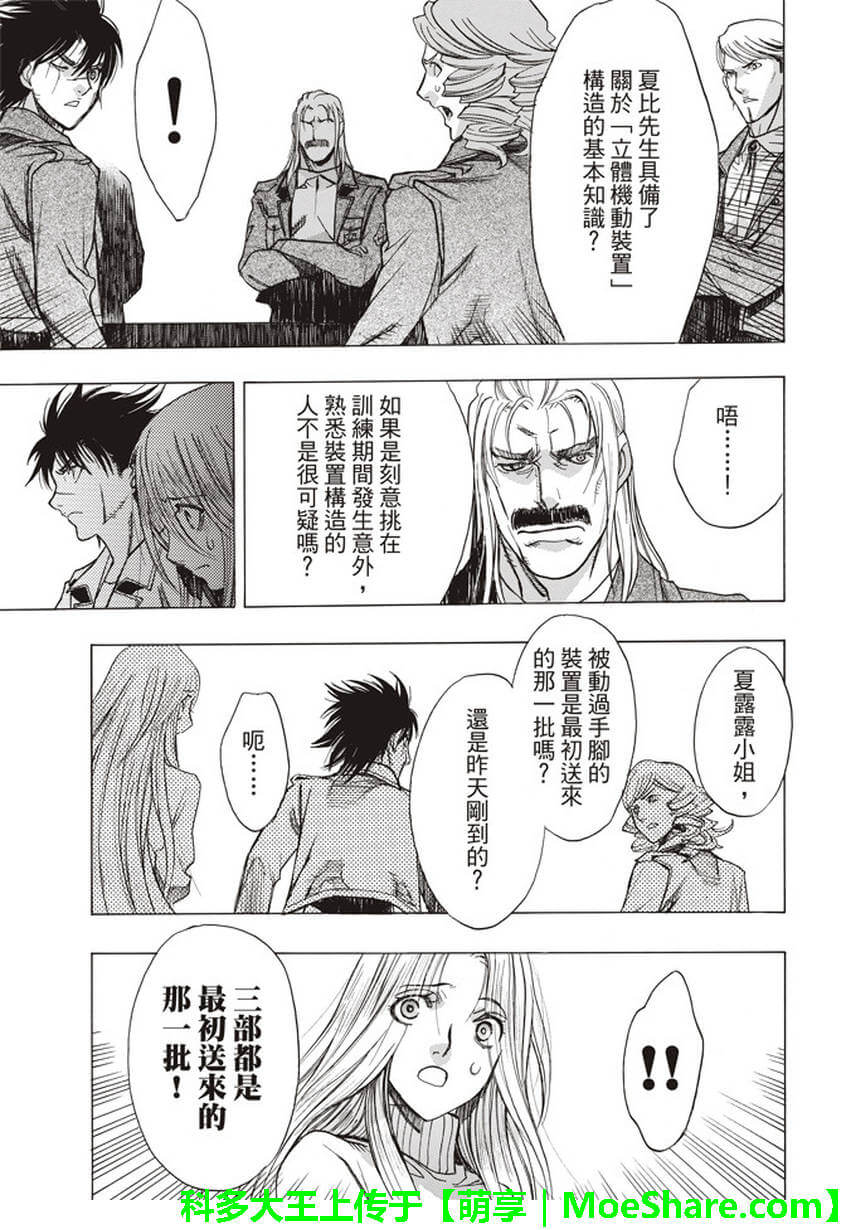 夏比先生具備了
關於「立體機動裝置」
構造的基本知識？
！
唔……！
如果是刻意挑在
訓練期間發生意外，
熟悉裝置構造的
人不是很可疑嗎？
夏露露小姐，
被動過手腳的
裝置是最初送來
的那一批嗎？
還是昨天剛到的？
呃……
！！
三部都是
最初送來的
那一批！
科多大王上传于【萌享｜MoeShare.com】